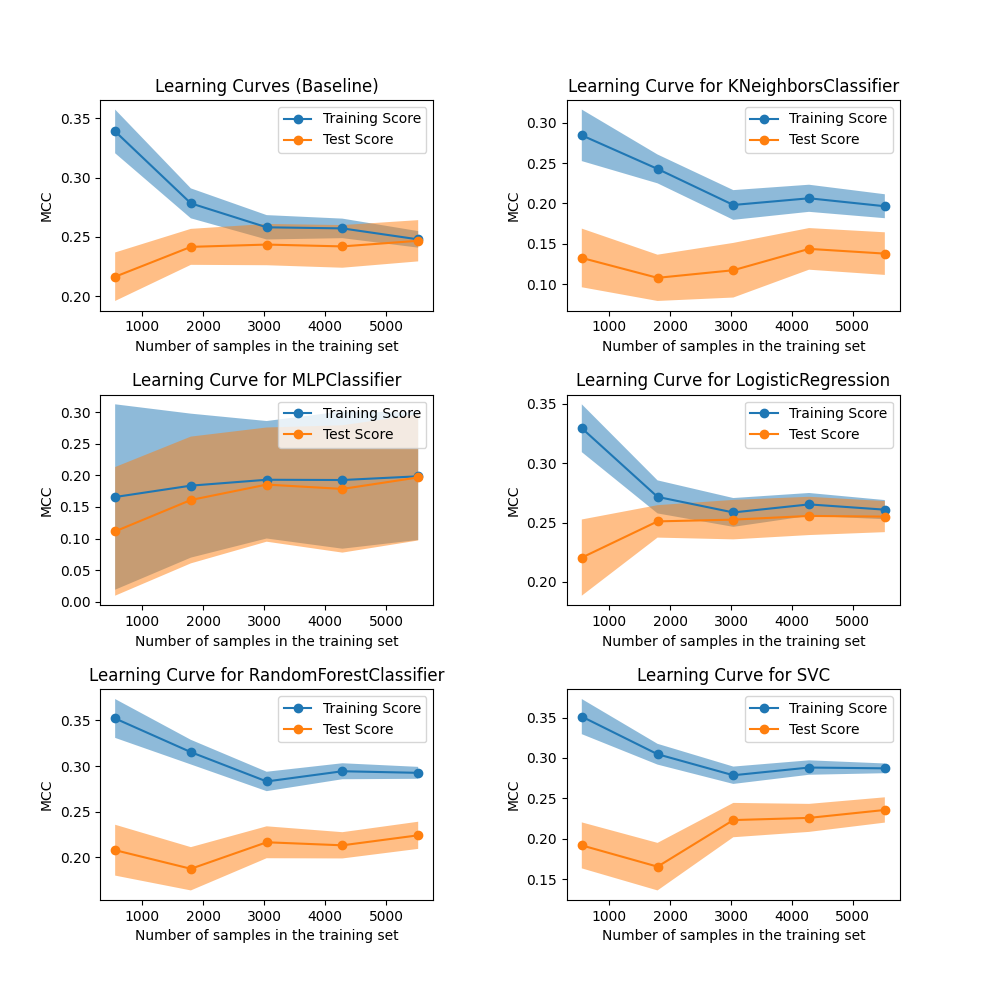 Learning Curves (Baseline)
MCC
0.35
0.30
0.25
0.20
Training Score
Test Score
1000 2000 3000 4000 5000
Number of samples in the training set
Learning Curve for KNeighborsClassifier
MCC
0.30
0.25
0.20
0.15
0.10
Training Score
Test Score
1000 2000 3000 4000 5000
Number of samples in the training set
Learning Curve for MLPClassifier
MCC
0.30
0.25
0.20
0.15
0.10
0.05
0.00
Training Score
Test Score
1000 2000 3000 4000 5000
Number of samples in the training set
Learning Curve for LogisticRegression
MCC
0.35
0.30
0.25
0.20
Training Score
Test Score
1000 2000 3000 4000 5000
Number of samples in the training set
Learning Curve for RandomForestClassifier
MCC
0.35
0.30
0.25
0.20
Training Score
Test Score
1000 2000 3000 4000 5000
Number of samples in the training set
Learning Curve for SVC
MCC
0.35
0.30
0.25
0.20
0.15
Training Score
Test Score
1000 2000 3000 4000 5000
Number of samples in the training set